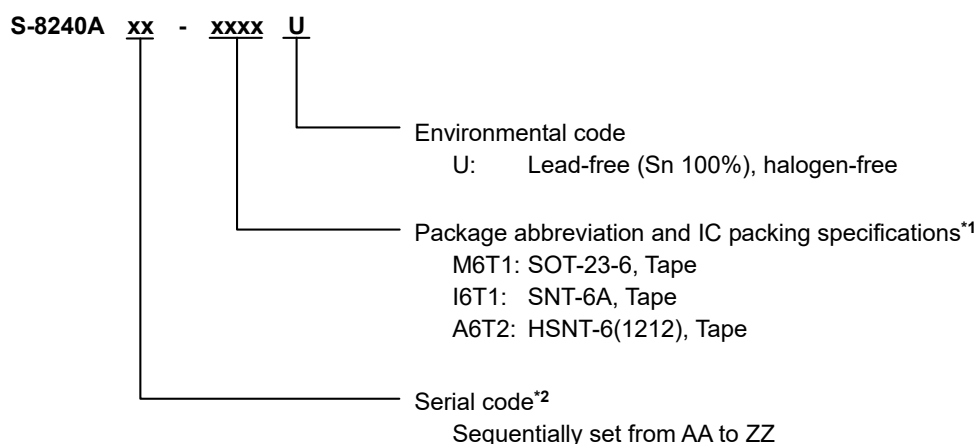 S-8240A xx - xxxx U
Environmental code
U: Lead-free (Sn 100%), halogen-free
Package abbreviation and IC packing specifications*1
M6T1: SOT-23-6, Tape
I6T1: SNT-6A, Tape
A6T2: HSNT-6(1212), Tape
Serial code*2
Sequentially set from AA to ZZ